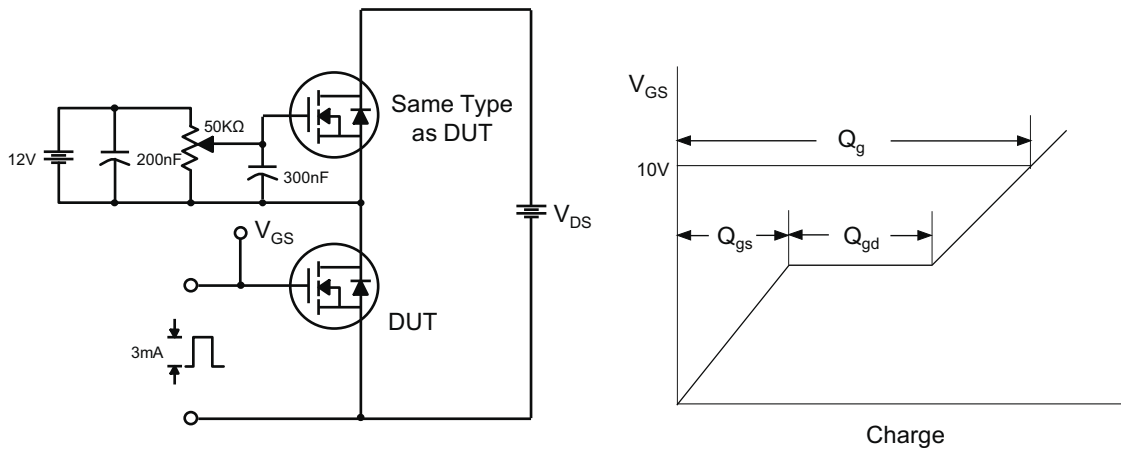 Same Type
as DUT
50KΩ
12V
200nF
300nF
V_DS
V_GS
DUT
3mA
V_GS
Q_g
10V
Q_gs
Q_gd
Charge